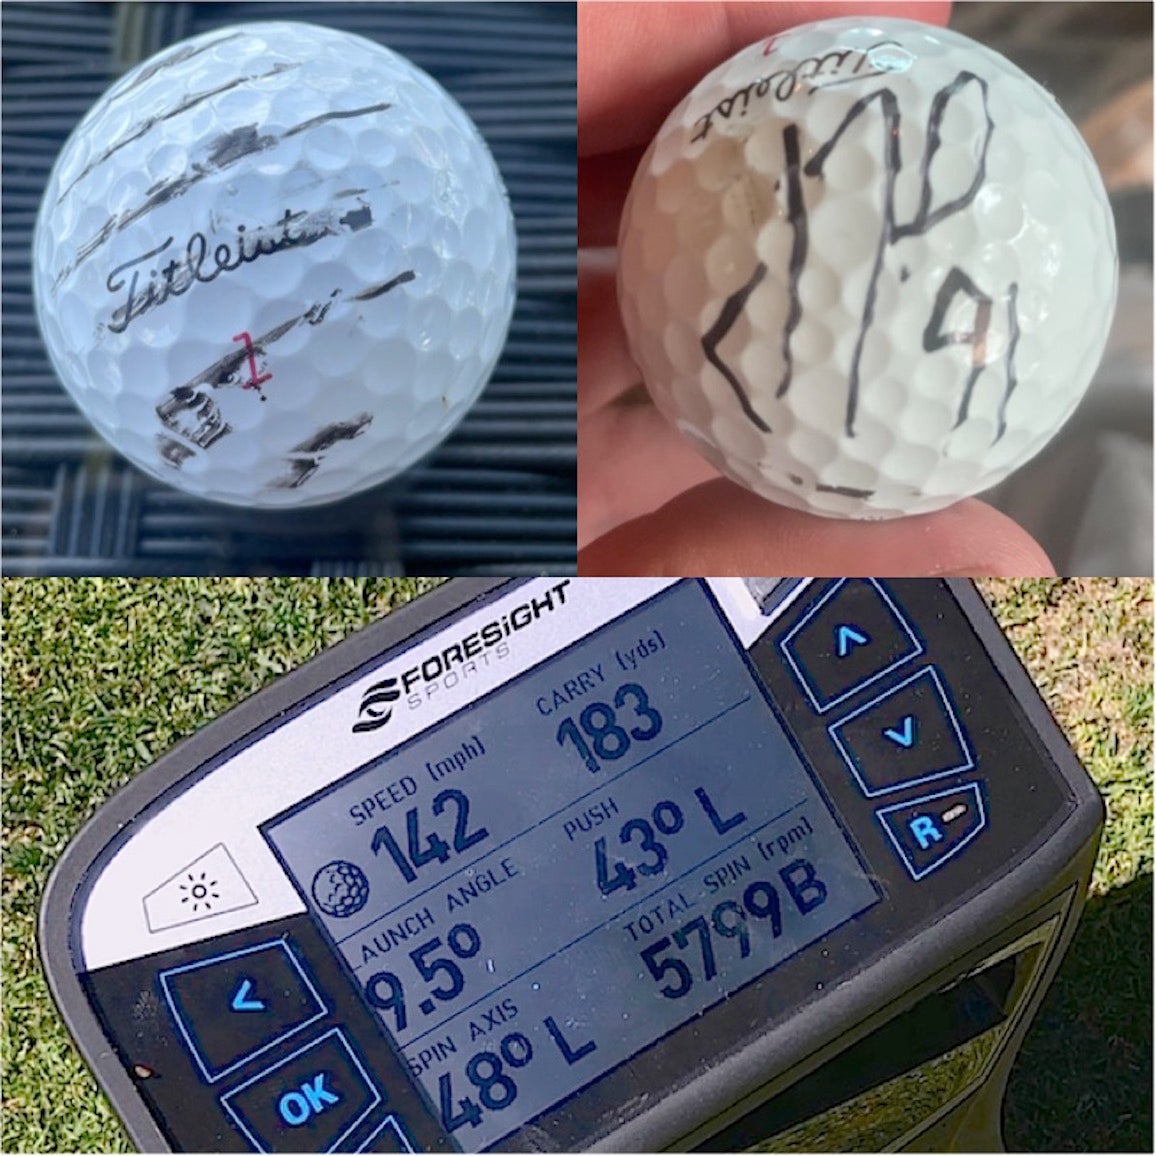 Titleist
1
Titleist
FORESiGHT
SPORTS
SPEED (mph)
142
CARRY (yds)
183
LAUNCH ANGLE
9.5°
PUSH
43° L
SPIN AXIS
48° L
TOTAL SPIN (rpm)
5799B
<
OK
^
v
R